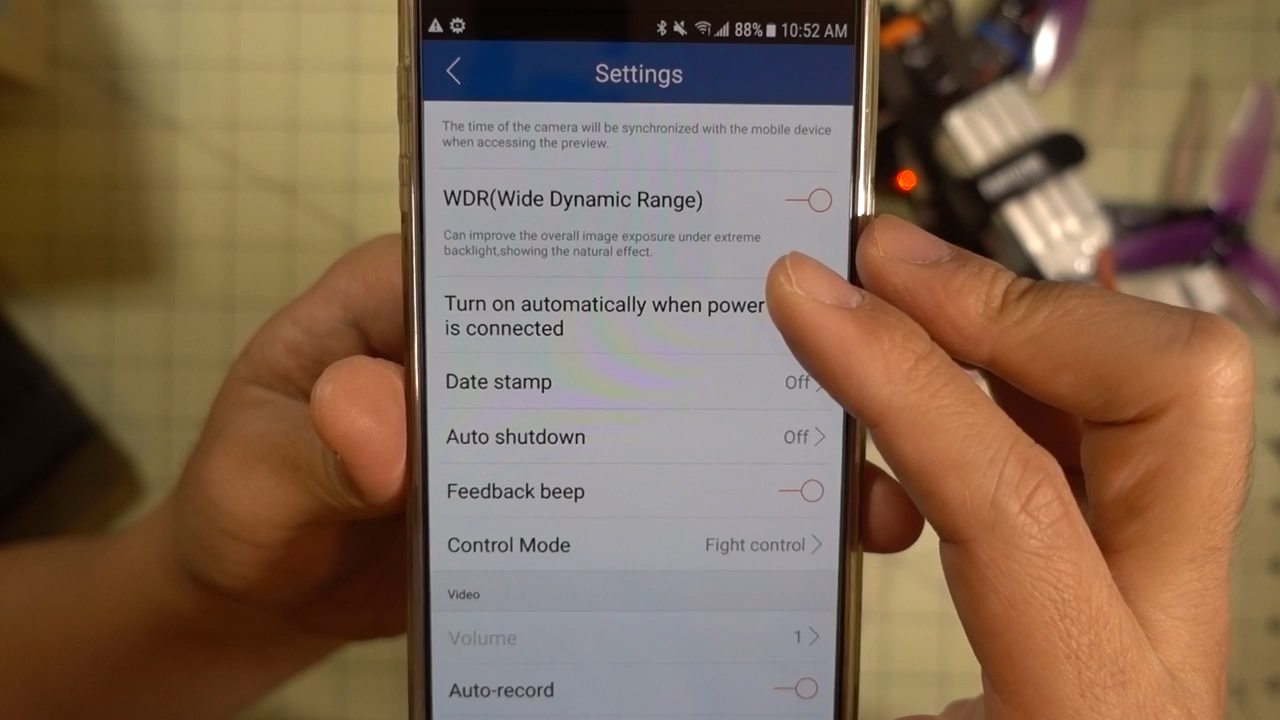 88% 10:52 AM
Settings
The time of the camera will be synchronized with the mobile device
when accessing the preview.
WDR(Wide Dynamic Range)
Can improve the overall image exposure under extreme
backlight,showing the natural effect.
Turn on automatically when power
is connected
Date stamp Off
Auto shutdown Off
Feedback beep
Control Mode Fight control
Video
Volume 1
Auto-record